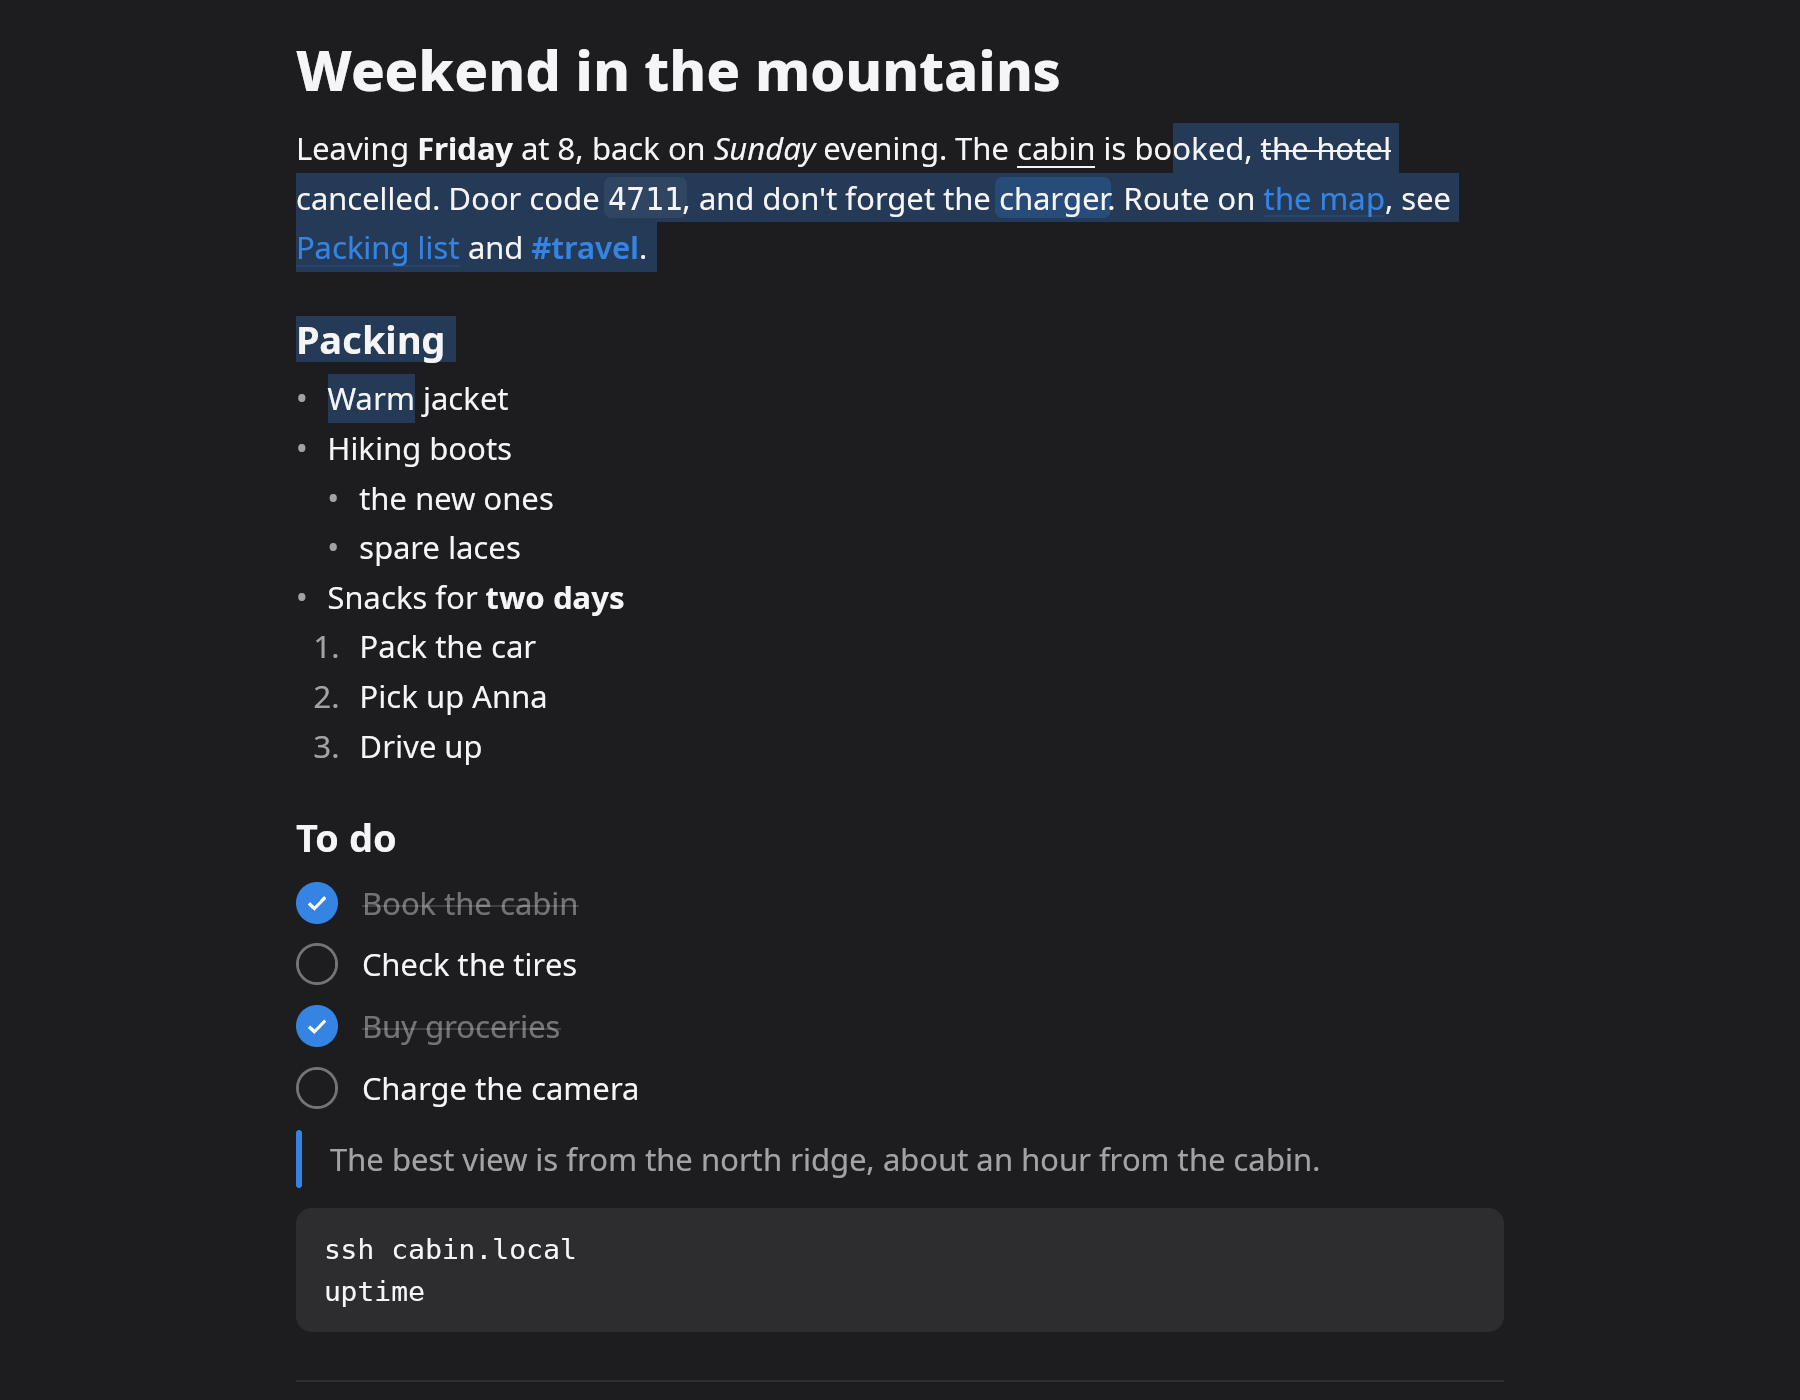 Weekend in the mountains
Leaving Friday at 8, back on Sunday evening. The cabin is booked, the hotel
cancelled. Door code 4711, and don't forget the charger. Route on the map, see
Packing list and #travel.
Packing
• Warm jacket
• Hiking boots
• the new ones
• spare laces
• Snacks for two days
1. Pack the car
2. Pick up Anna
3. Drive up
To do
Book the cabin
Check the tires
Buy groceries
Charge the camera
The best view is from the north ridge, about an hour from the cabin.
ssh cabin.local
uptime